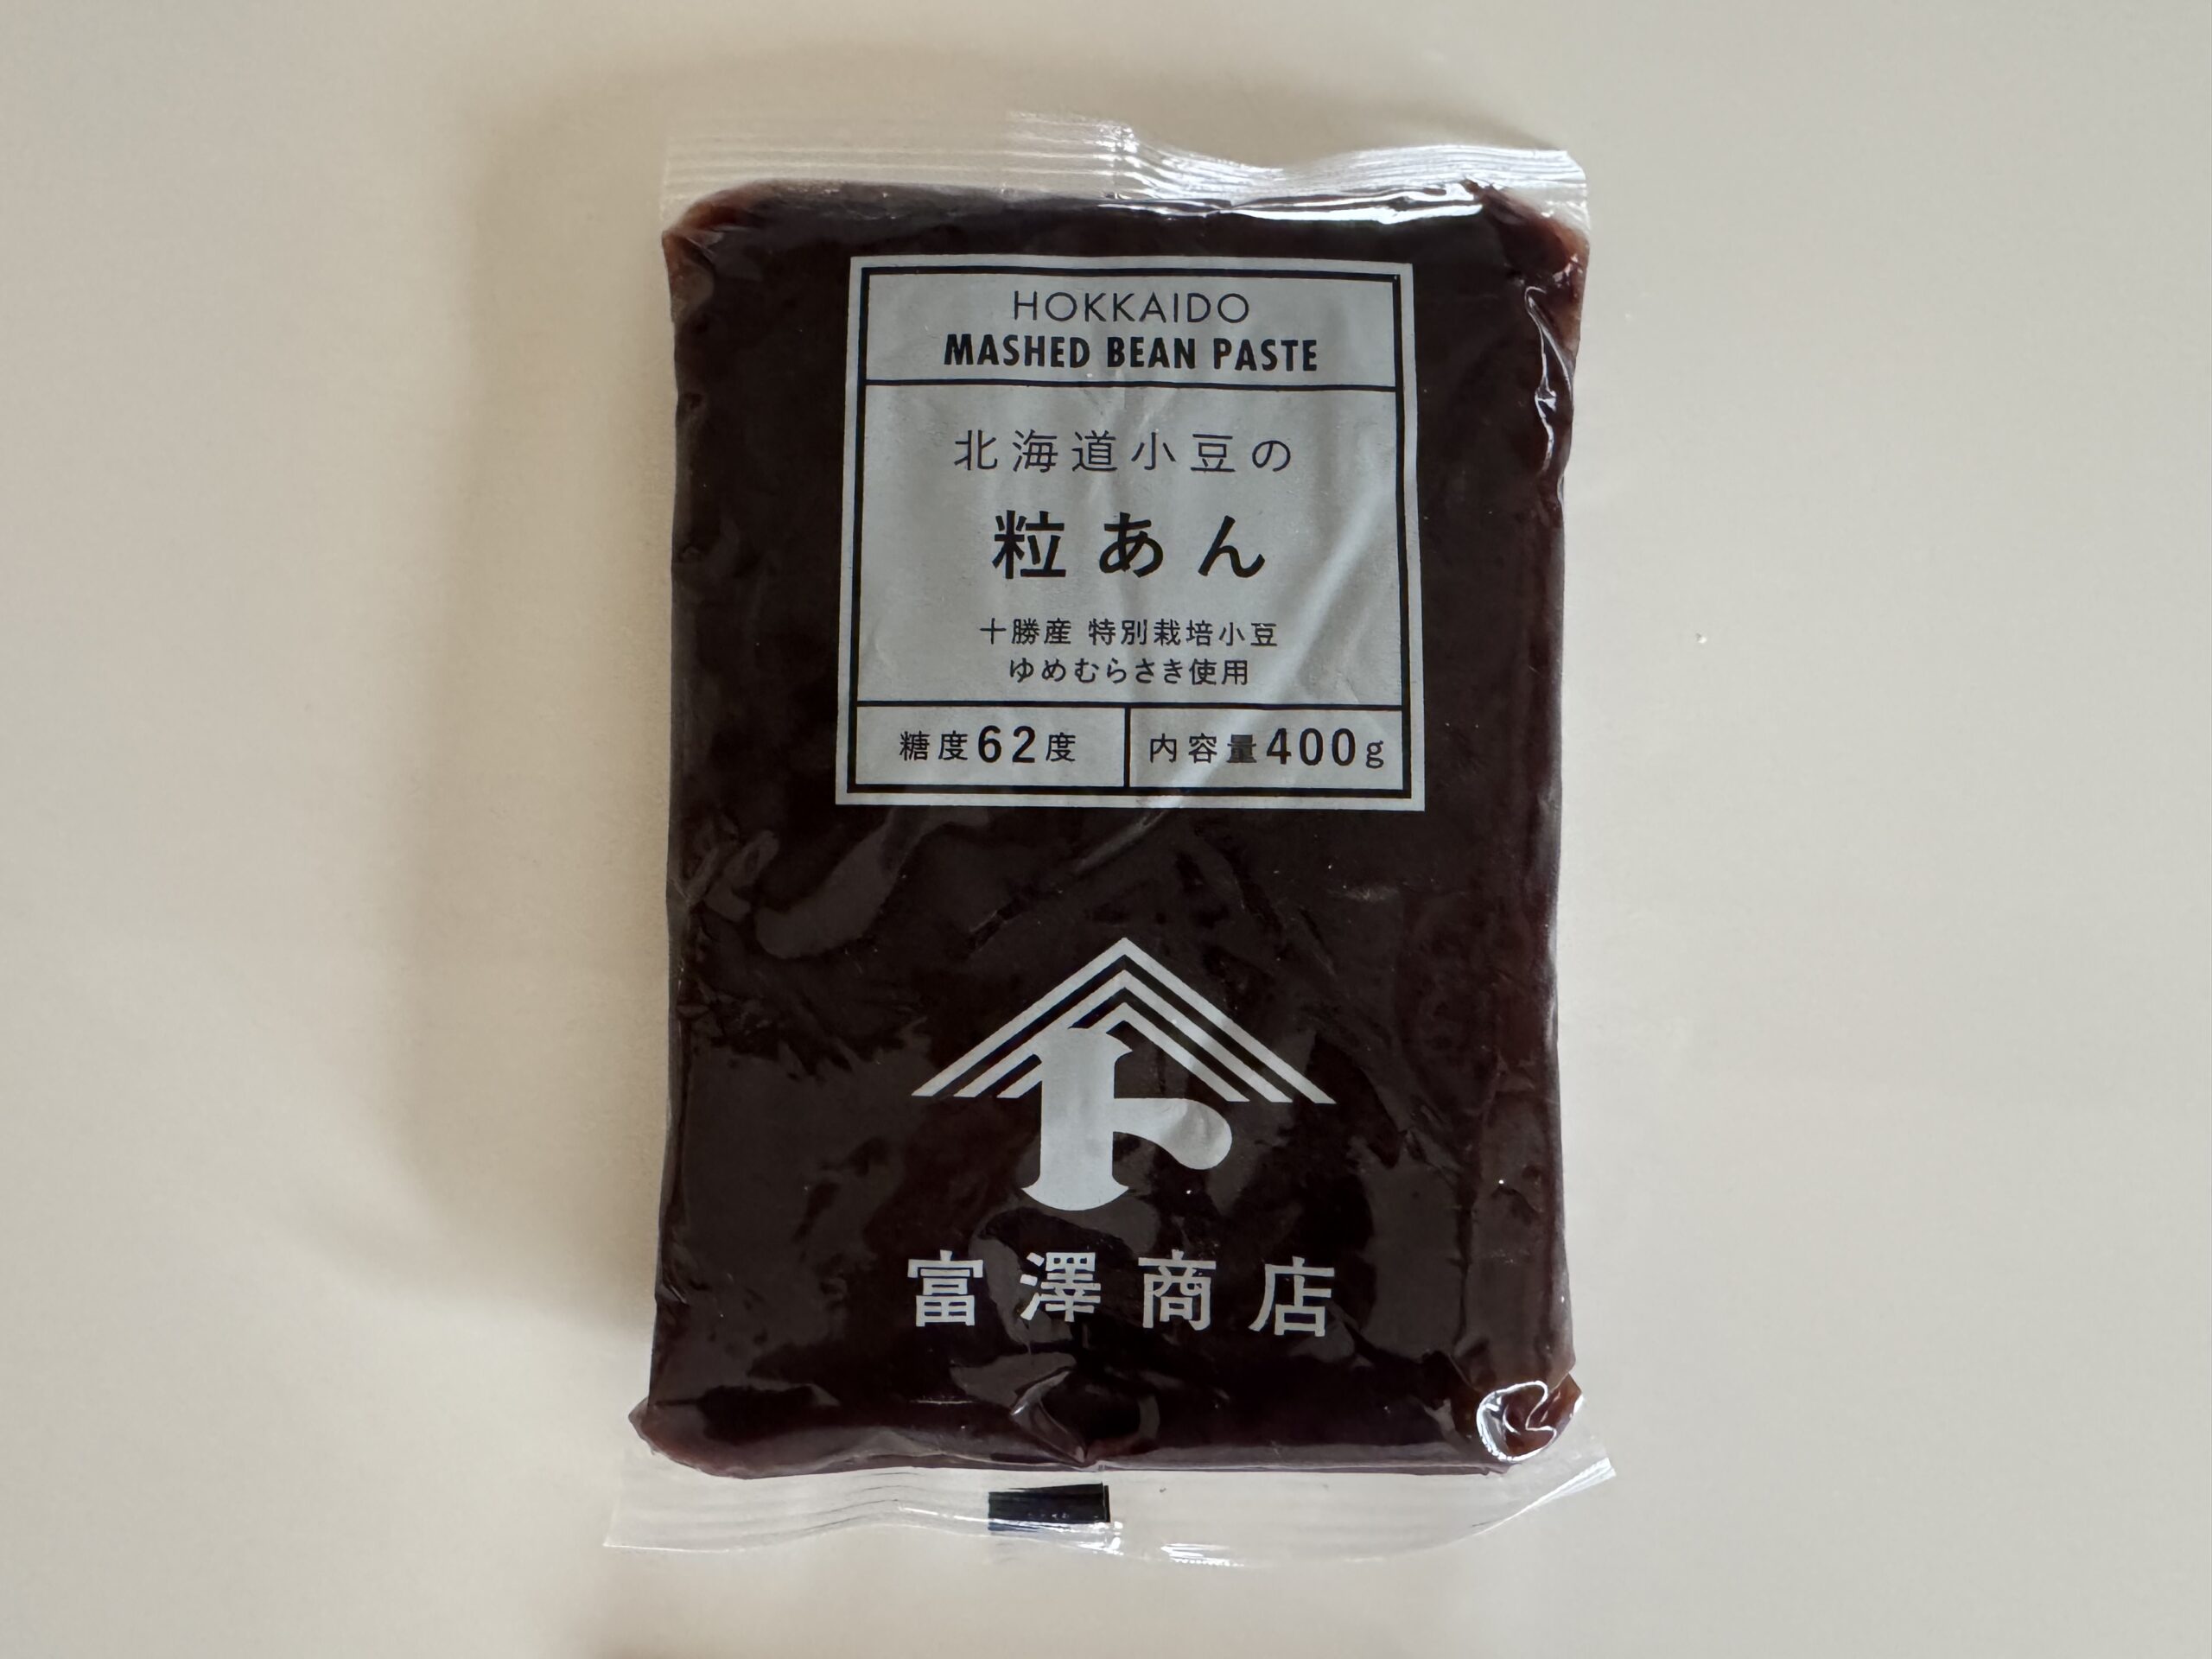 HOKKAIDO
MASHED BEAN PASTE
北海道小豆の
粒あん
十勝産 特別栽培小豆
ゆめむらさき使用
糖度62度 内容量400g
ト
富澤商店